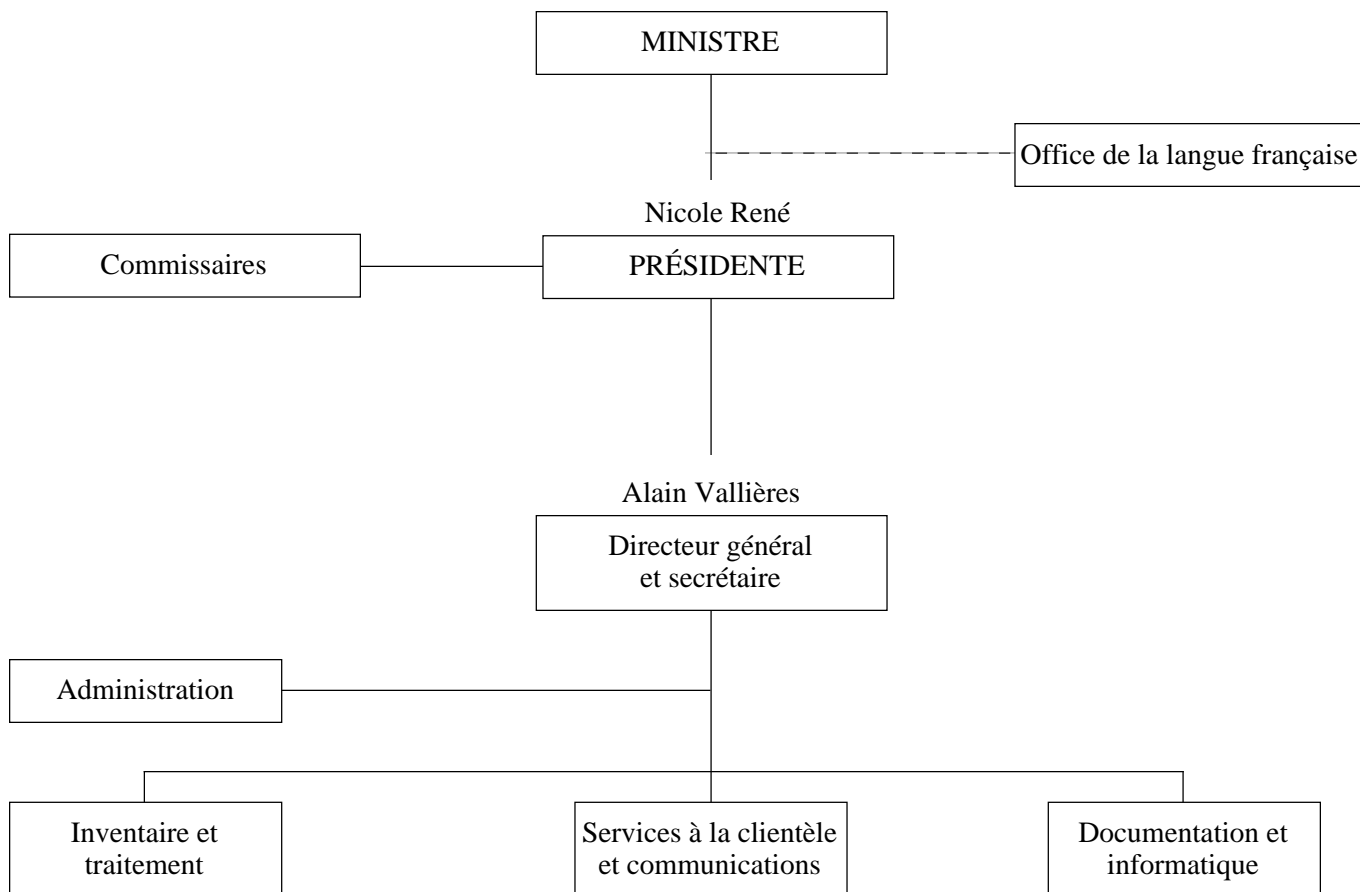 MINISTRE
Office de la langue française
Nicole René
Commissaires
PRÉSIDENTE
Alain Vallières
Directeur général
et secrétaire
Administration
Inventaire et
traitement
Services à la clientèle
et communications
Documentation et
informatique